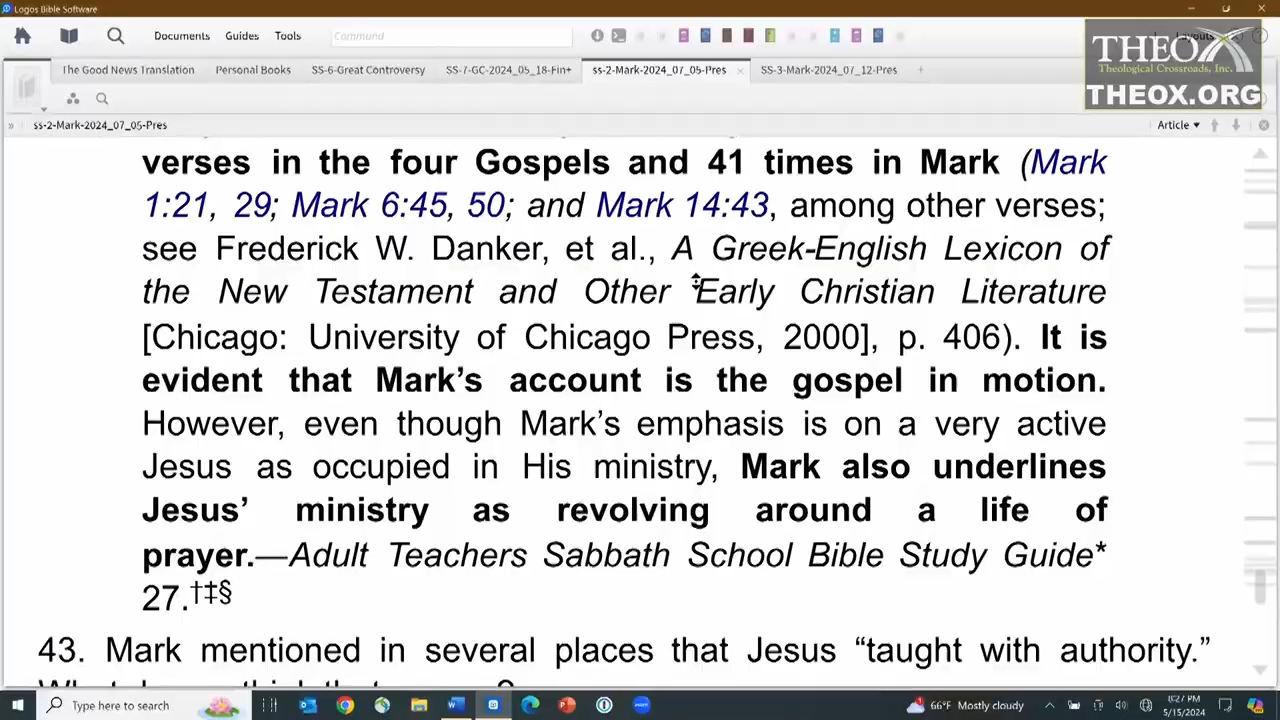 Logos Bible Software
Documents Guides Tools Command
Layouts
THEOX
Theological Crossroads, Inc.
THEOX.ORG
The Good News Translation Personal Books SS-6-Great Controversy 05_18-Fin+ ss-2-Mark-2024_07_05-Pres × SS-3-Mark-2024_07_12-Pres +
» ss-2-Mark-2024_07_05-Pres Article
verses in the four Gospels and 41 times in Mark (Mark
1:21, 29; Mark 6:45, 50; and Mark 14:43, among other verses;
see Frederick W. Danker, et al., A Greek-English Lexicon of
the New Testament and Other Early Christian Literature
[Chicago: University of Chicago Press, 2000], p. 406). It is
evident that Mark’s account is the gospel in motion.
However, even though Mark’s emphasis is on a very active
Jesus as occupied in His ministry, Mark also underlines
Jesus’ ministry as revolving around a life of
prayer.—Adult Teachers Sabbath School Bible Study Guide*
27.†‡§
43. Mark mentioned in several places that Jesus “taught with authority.”
Type here to search
66°F Mostly cloudy
8:27 PM
5/15/2024